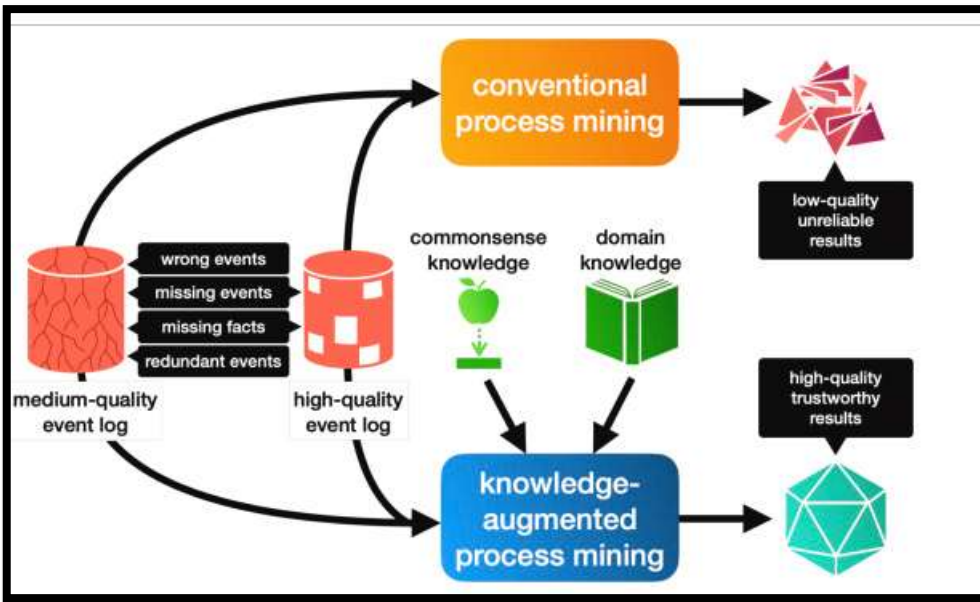 conventional
process mining
low-quality
unreliable
results
commonsense
knowledge
domain
knowledge
wrong events
missing events
missing facts
redundant events
medium-quality
event log
high-quality
event log
high-quality
trustworthy
results
knowledge-
augmented
process mining